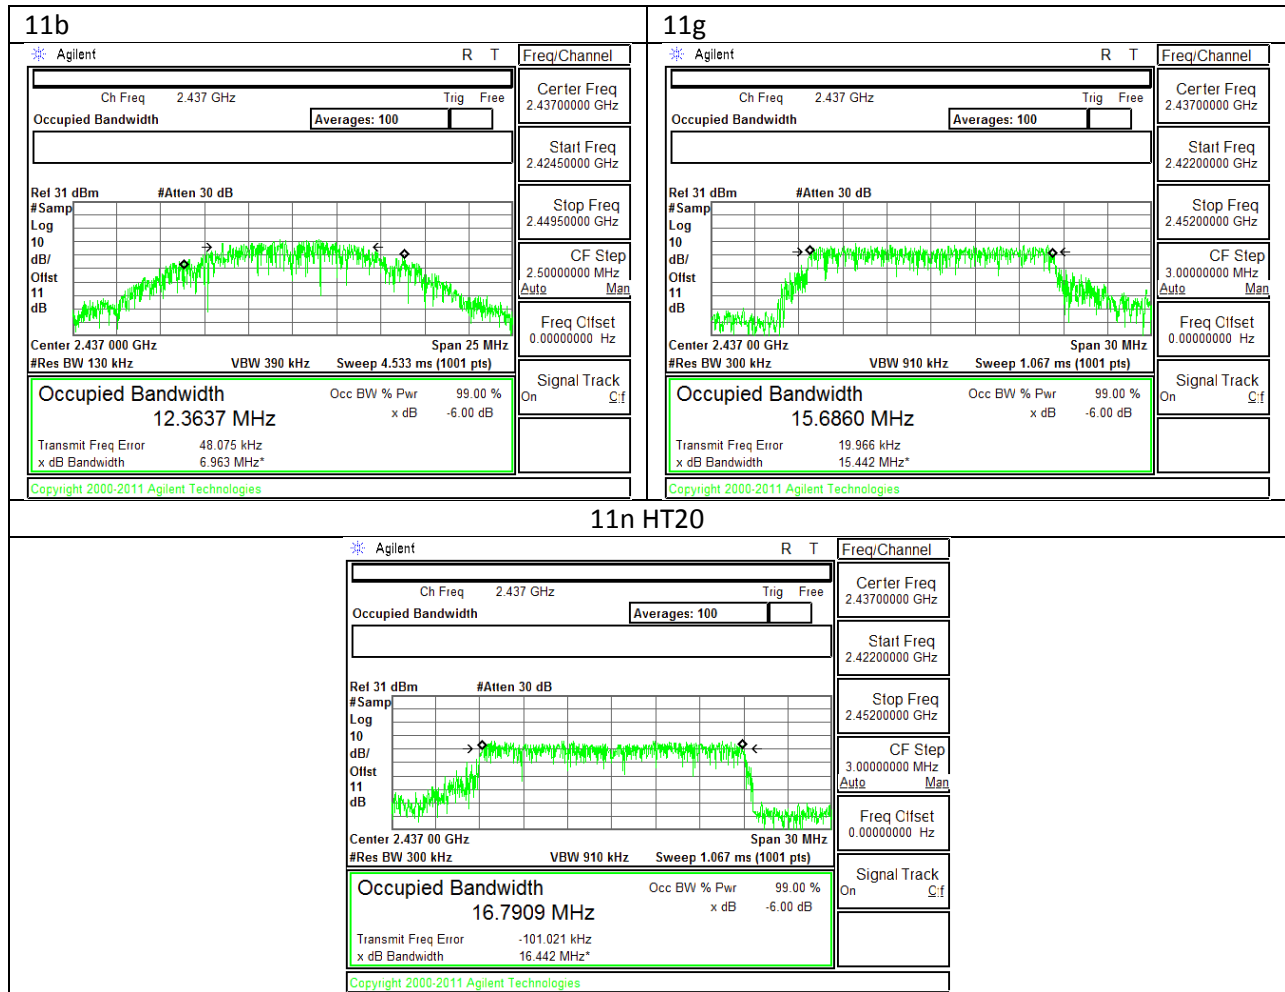 11b
Agilent R T Freq/Channel
Ch Freq 2.437 GHz Trig Free
Occupied Bandwidth Averages: 100
Center Freq
2.43700000 GHz
Start Freq
2.42450000 GHz
Stop Freq
2.44950000 GHz
CF Step
2.50000000 MHz
Auto Man
Freq Offset
0.00000000 Hz
Signal Track
On Off
Ref 31 dBm #Atten 30 dB
#Samp
Log
10
dB/
Offst
11
dB
Center 2.437 000 GHz Span 25 MHz
#Res BW 130 kHz VBW 390 kHz Sweep 4.533 ms (1001 pts)
Occupied Bandwidth Occ BW % Pwr 99.00 %
12.3637 MHz x dB -6.00 dB
Transmit Freq Error 48.075 kHz
x dB Bandwidth 6.963 MHz*
Copyright 2000-2011 Agilent Technologies
11g
Agilent R T Freq/Channel
Ch Freq 2.437 GHz Trig Free
Occupied Bandwidth Averages: 100
Center Freq
2.43700000 GHz
Start Freq
2.42200000 GHz
Stop Freq
2.45200000 GHz
CF Step
3.00000000 MHz
Auto Man
Freq Offset
0.00000000 Hz
Signal Track
On Off
Ref 31 dBm #Atten 30 dB
#Samp
Log
10
dB/
Offst
11
dB
Center 2.437 00 GHz Span 30 MHz
#Res BW 300 kHz VBW 910 kHz Sweep 1.067 ms (1001 pts)
Occupied Bandwidth Occ BW % Pwr 99.00 %
15.6860 MHz x dB -6.00 dB
Transmit Freq Error 19.966 kHz
x dB Bandwidth 15.442 MHz*
Copyright 2000-2011 Agilent Technologies
11n HT20
Agilent R T Freq/Channel
Ch Freq 2.437 GHz Trig Free
Occupied Bandwidth Averages: 100
Center Freq
2.43700000 GHz
Start Freq
2.42200000 GHz
Stop Freq
2.45200000 GHz
CF Step
3.00000000 MHz
Auto Man
Freq Offset
0.00000000 Hz
Signal Track
On Off
Ref 31 dBm #Atten 30 dB
#Samp
Log
10
dB/
Offst
11
dB
Center 2.437 00 GHz Span 30 MHz
#Res BW 300 kHz VBW 910 kHz Sweep 1.067 ms (1001 pts)
Occupied Bandwidth Occ BW % Pwr 99.00 %
16.7909 MHz x dB -6.00 dB
Transmit Freq Error -101.021 kHz
x dB Bandwidth 16.442 MHz*
Copyright 2000-2011 Agilent Technologies